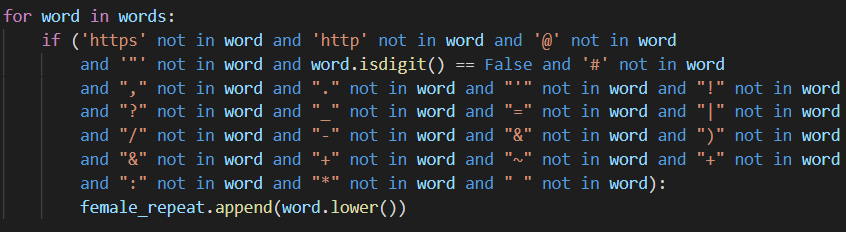 for word in words:
    if ('https' not in word and 'http' not in word and '@' not in word
        and '"' not in word and word.isdigit() == False and '#' not in word
        and "," not in word and "." not in word and "'" not in word and "!" not in word
        and "?" not in word and "_" not in word and "=" not in word and "|" not in word
        and "/" not in word and "-" not in word and "&" not in word and ")" not in word
        and "&" not in word and "+" not in word and "~" not in word and "+" not in word
        and ":" not in word and "*" not in word and " " not in word):
        female_repeat.append(word.lower())